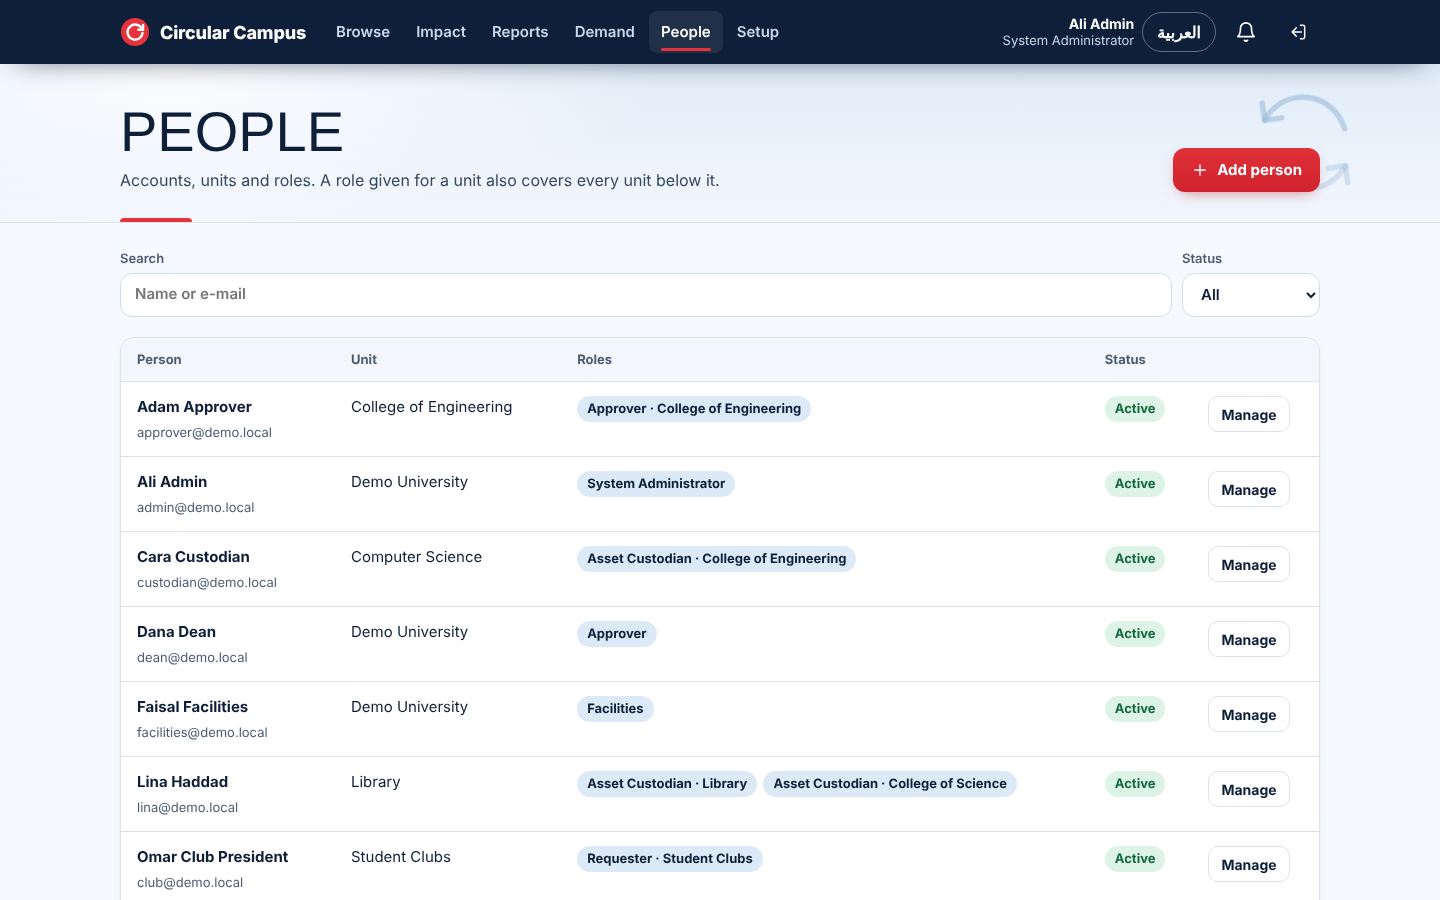 Circular Campus Browse Impact Reports Demand People Setup Ali Admin العربية
System Administrator
PEOPLE
Accounts, units and roles. A role given for a unit also covers every unit below it.
Add person
Search Status
Name or e-mail All
Person Unit Roles Status
Adam Approver College of Engineering Approver · College of Engineering Active Manage
approver@demo.local
Ali Admin Demo University System Administrator Active Manage
admin@demo.local
Cara Custodian Computer Science Asset Custodian · College of Engineering Active Manage
custodian@demo.local
Dana Dean Demo University Approver Active Manage
dean@demo.local
Faisal Facilities Demo University Facilities Active Manage
facilities@demo.local
Lina Haddad Library Asset Custodian · Library Asset Custodian · College of Science Active Manage
lina@demo.local
Omar Club President Student Clubs Requester · Student Clubs Active Manage
club@demo.local